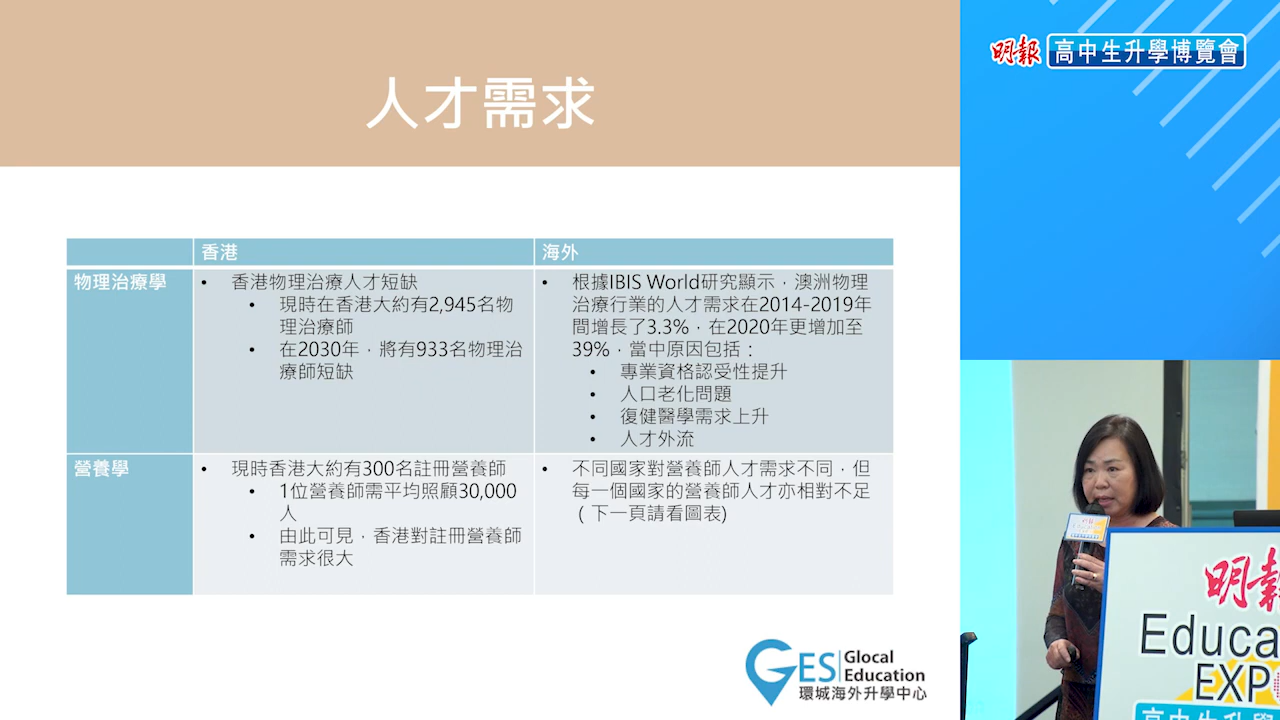 人才需求
明報 高中生升學博覽會
香港
海外
物理治療學
• 香港物理治療人才短缺
• 現時在香港大約有2,945名物
理治療師
• 在2030年，將有933名物理治
療師短缺
• 根據IBIS World研究顯示，澳洲物理
治療行業的人才需求在2014-2019年
間增長了3.3%，在2020年更增加至
39%，當中原因包括：
• 專業資格認受性提升
• 人口老化問題
• 復健醫學需求上升
• 人才外流
營養學
• 現時香港大約有300名註冊營養師
• 1位營養師需平均照顧30,000
人
• 由此可見，香港對註冊營養師
需求很大
• 不同國家對營養師人才需求不同，但
每一個國家的營養師人才亦相對不足
（下一頁請看圖表)
GES Glocal
Education
環城海外升學中心
明報
Educa
EXP
高中生升學